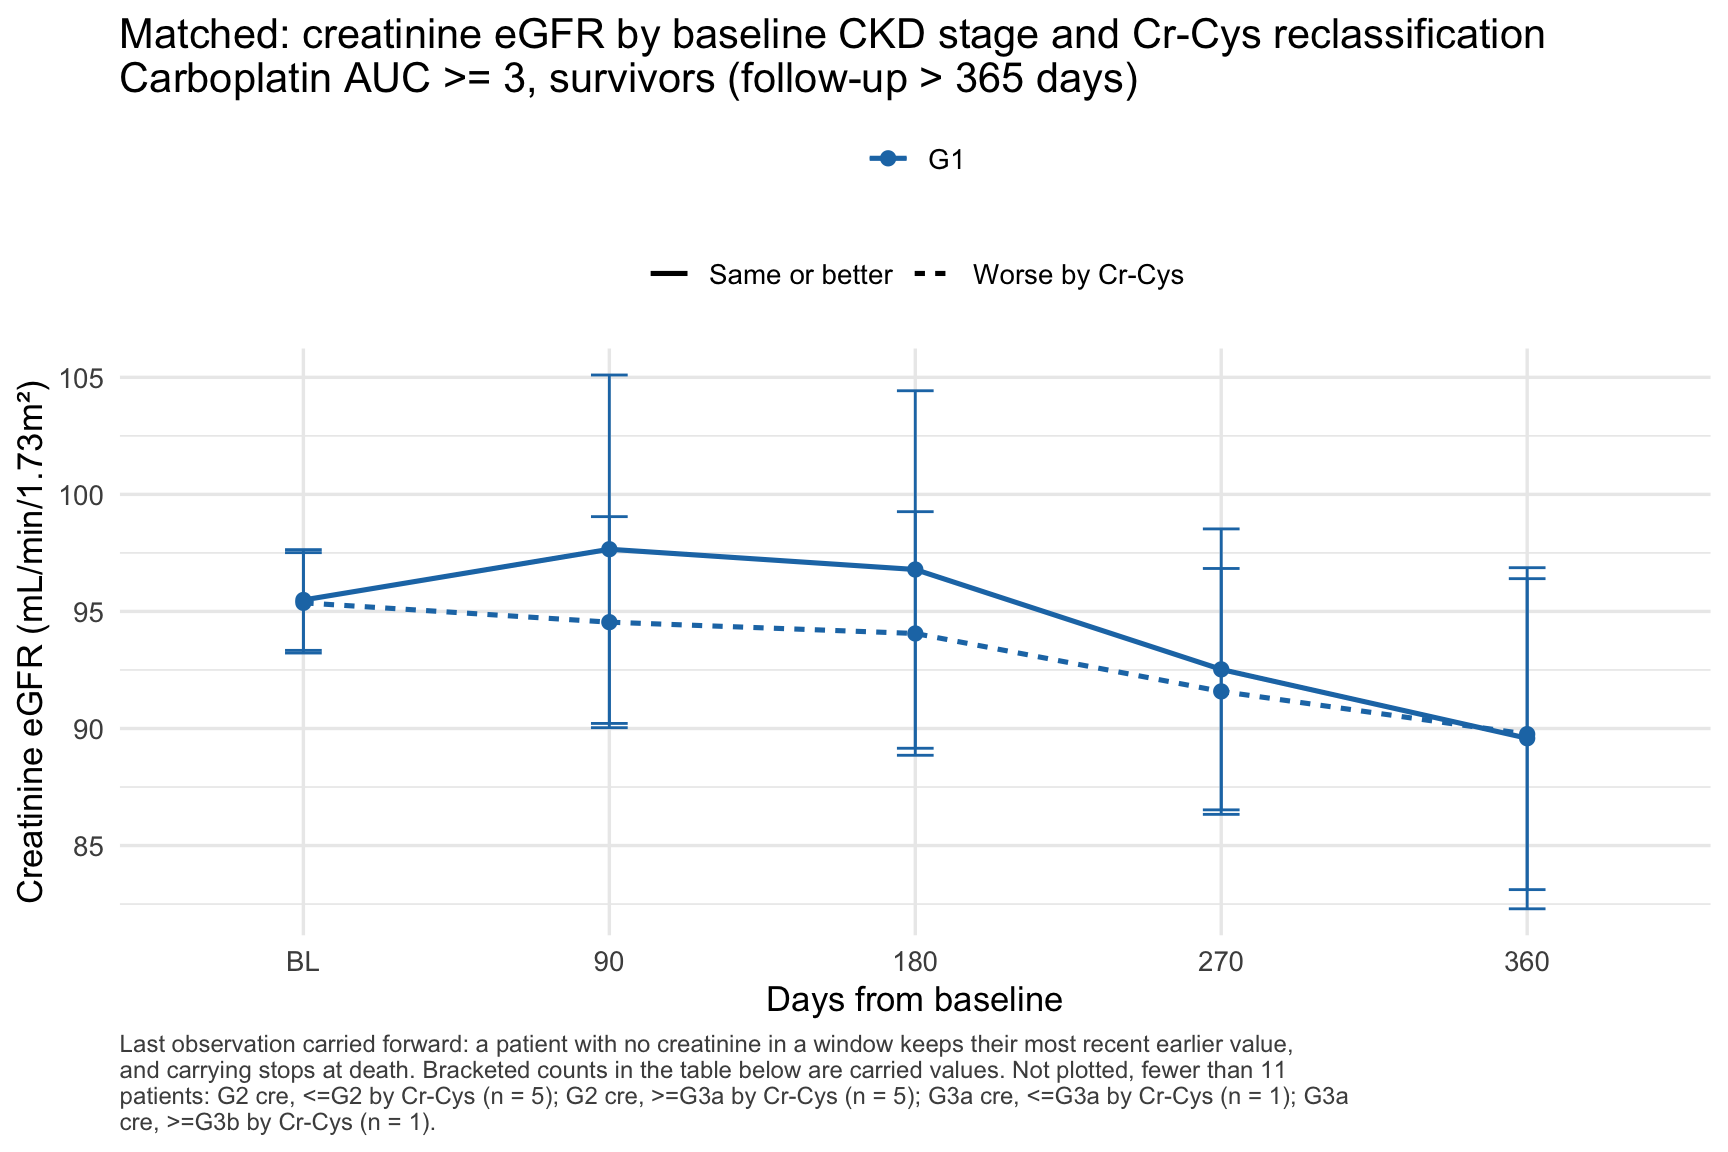 Matched: creatinine eGFR by baseline CKD stage and Cr-Cys reclassification
Carboplatin AUC >= 3, survivors (follow-up > 365 days)
G1
Same or better
Worse by Cr-Cys
Creatinine eGFR (mL/min/1.73m²)
105
100
95
90
85
BL
90
180
270
360
Days from baseline
Last observation carried forward: a patient with no creatinine in a window keeps their most recent earlier value,
and carrying stops at death. Bracketed counts in the table below are carried values. Not plotted, fewer than 11
patients: G2 cre, <=G2 by Cr-Cys (n = 5); G2 cre, >=G3a by Cr-Cys (n = 5); G3a cre, <=G3a by Cr-Cys (n = 1); G3a
cre, >=G3b by Cr-Cys (n = 1).